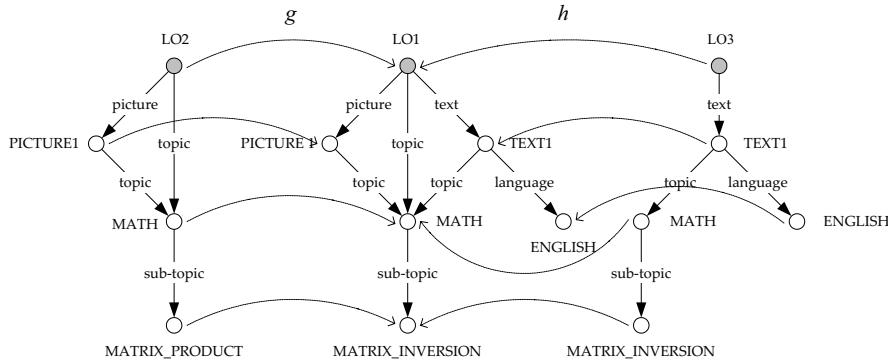 g h
LO2 LO1 LO3
picture picture text text
PICTURE1 topic PICTURE 1 topic TEXT1 TEXT1
topic topic topic language topic language
MATH MATH ENGLISH MATH ENGLISH
sub-topic sub-topic sub-topic
MATRIX_PRODUCT MATRIX_INVERSION MATRIX_INVERSION